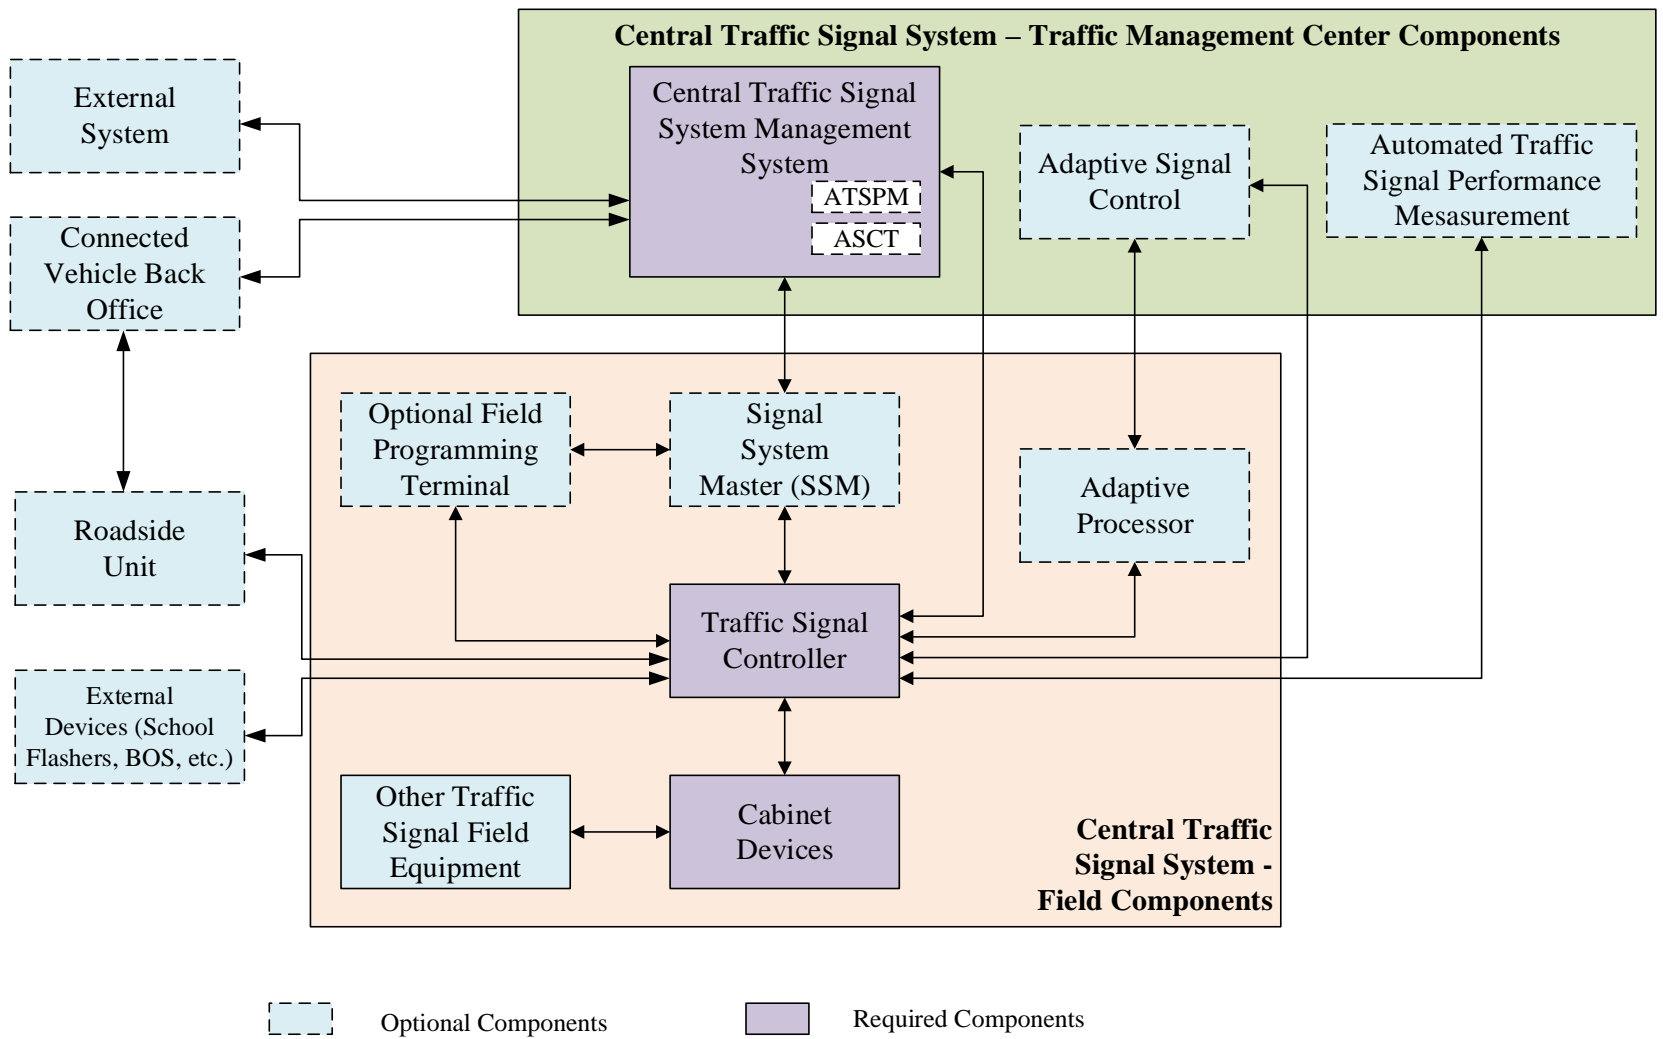 Central Traffic Signal System – Traffic Management Center Components
External
System
Central Traffic Signal
System Management
System
ATSPM
ASCT
Adaptive Signal
Control
Automated Traffic
Signal Performance
Mesasurement
Connected
Vehicle Back
Office
Optional Field
Programming
Terminal
Signal
System
Master (SSM)
Adaptive
Processor
Roadside
Unit
Traffic Signal
Controller
External
Devices (School
Flashers, BOS, etc.)
Other Traffic
Signal Field
Equipment
Cabinet
Devices
Central Traffic
Signal System -
Field Components
Optional Components
Required Components